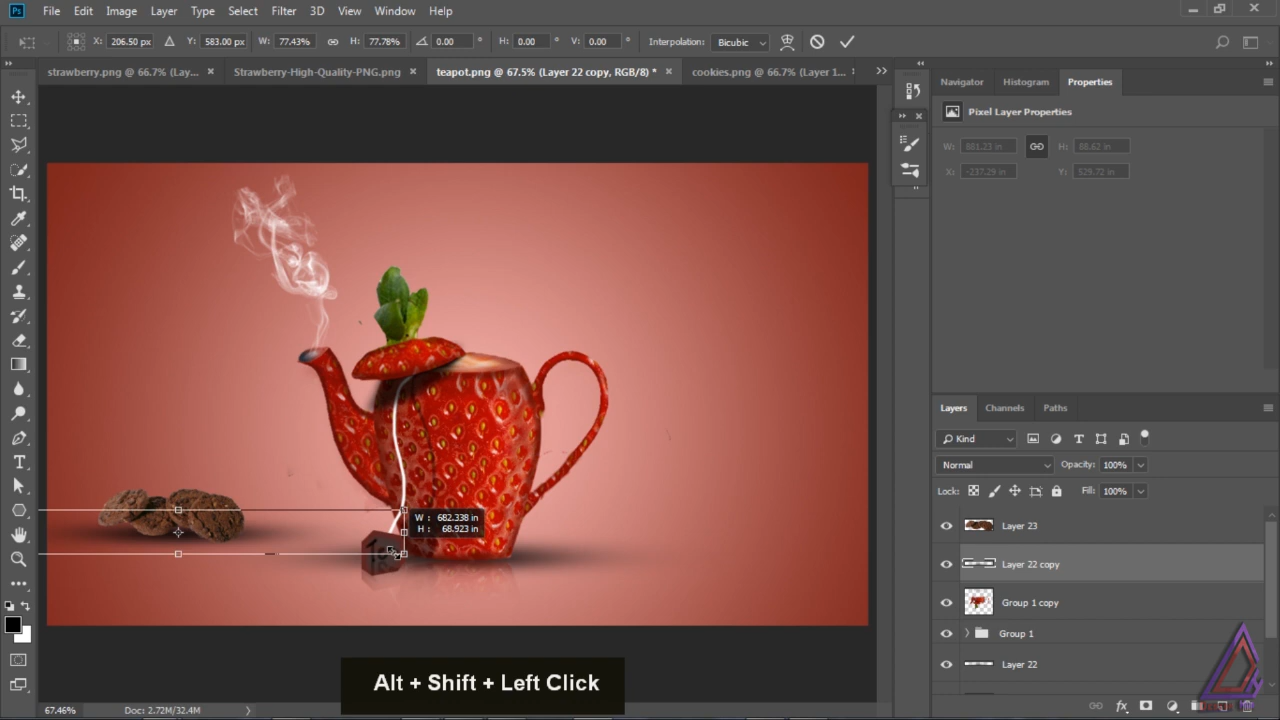 Ps File Edit Image Layer Type Select Filter 3D View Window Help
X: 206.50 px Y: 583.00 px W: 77.43% H: 77.78% 0.00 ° H: 0.00 ° V: 0.00 ° Interpolation: Bicubic
strawberry.png @ 66.7% (Lay... × Strawberry-High-Quality-PNG.png × teapot.png @ 67.5% (Layer 22 copy, RGB/8) * × cookies.png @ 66.7% (Layer 1...
Navigator Histogram Properties
Pixel Layer Properties
W: 881.23 in H: 88.62 in
X: -237.29 in Y: 529.72 in
W : 682.338 in
H : 68.923 in
Layers Channels Paths
Kind
Normal Opacity: 100%
Lock: Fill: 100%
Layer 23
Layer 22 copy
Group 1 copy
Group 1
Layer 22
Alt + Shift + Left Click
67.46% Doc: 2.72M/32.4M